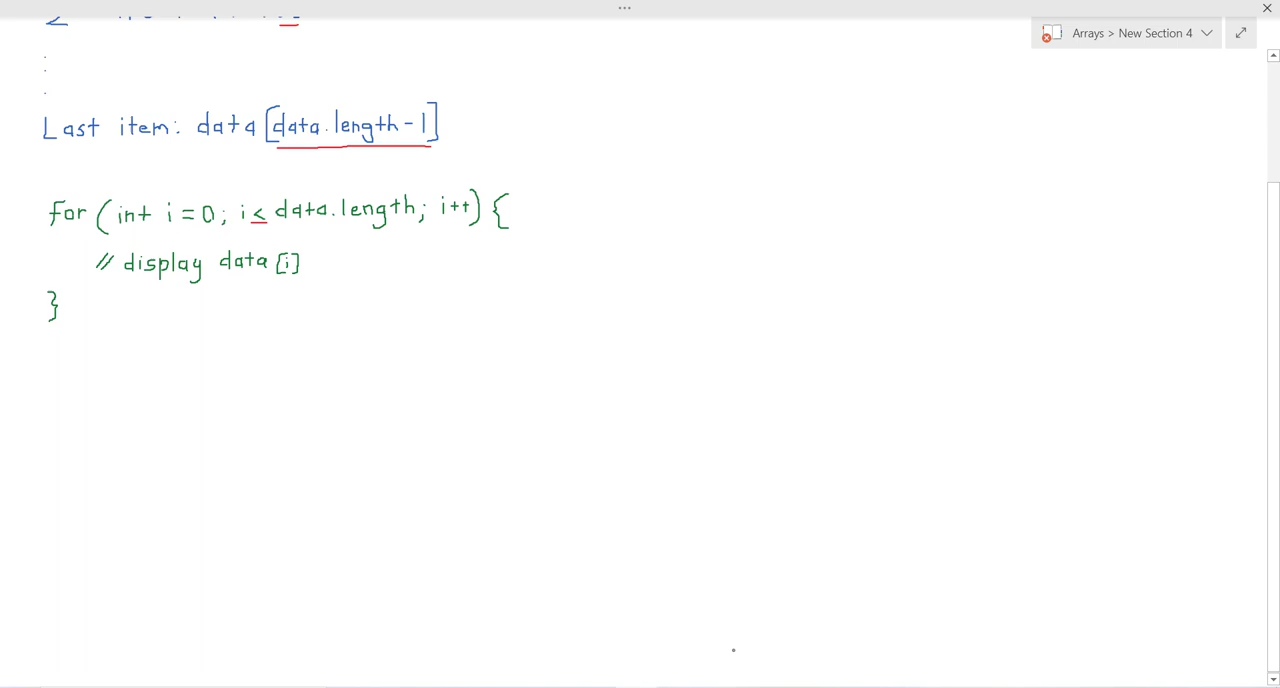 Arrays > New Section 4
.
.
.
Last item: data[data.length-1]
for (int i=0; i< data.length; i++) {
// display data[i]
}